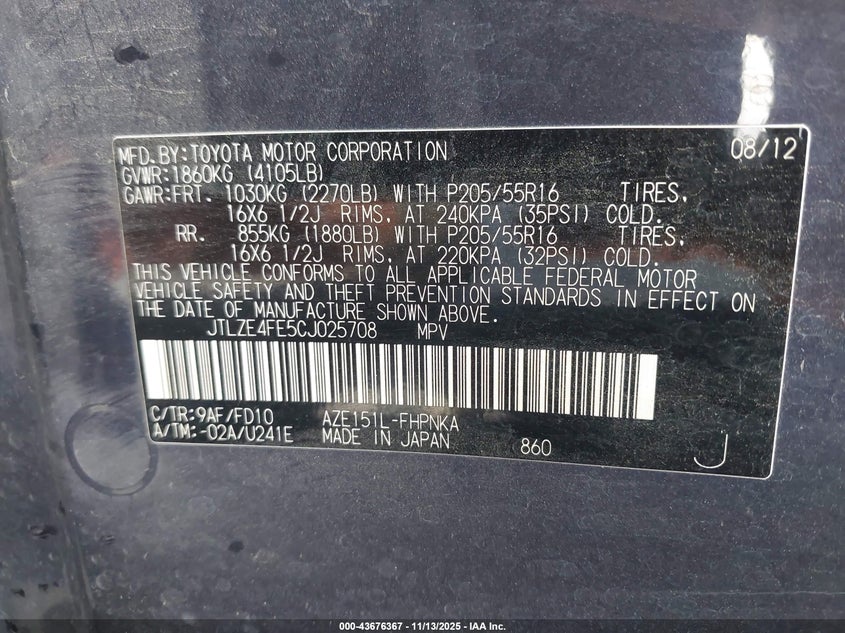 MFD.BY:TOYOTA MOTOR CORPORATION 08/12
GVWR:1860KG (4105LB)
GAWR:FRT. 1030KG (2270LB) WITH P205/55R16 TIRES,
16X6 1/2J RIMS, AT 240KPA (35PSI) COLD.
RR. 855KG (1880LB) WITH P205/55R16 TIRES,
16X6 1/2J RIMS, AT 220KPA (32PSI) COLD.
THIS VEHICLE CONFORMS TO ALL APPLICABLE FEDERAL MOTOR
VEHICLE SAFETY AND THEFT PREVENTION STANDARDS IN EFFECT ON
THE DATE OF MANUFACTURE SHOWN ABOVE.
JTLZE4FE5CJ025708 MPV
C/TR:9AF/FD10 AZE151L-FHPNKA
A/TM:-02A/U241E MADE IN JAPAN 860 J
000-43676367 - 11/13/2025 - IAA Inc.